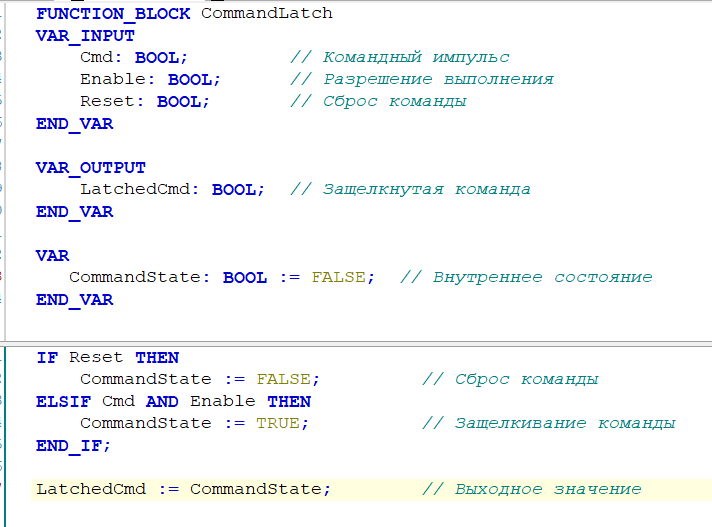 FUNCTION_BLOCK CommandLatch
VAR_INPUT
    Cmd: BOOL;         // Командный импульс
    Enable: BOOL;      // Разрешение выполнения
    Reset: BOOL;       // Сброс команды
END_VAR

VAR_OUTPUT
    LatchedCmd: BOOL;  // Защелкнутая команда
END_VAR

VAR
   CommandState: BOOL := FALSE;  // Внутреннее состояние
END_VAR

IF Reset THEN
    CommandState := FALSE;         // Сброс команды
ELSIF Cmd AND Enable THEN
    CommandState := TRUE;          // Защелкивание команды
END_IF;

LatchedCmd := CommandState;        // Выходное значение